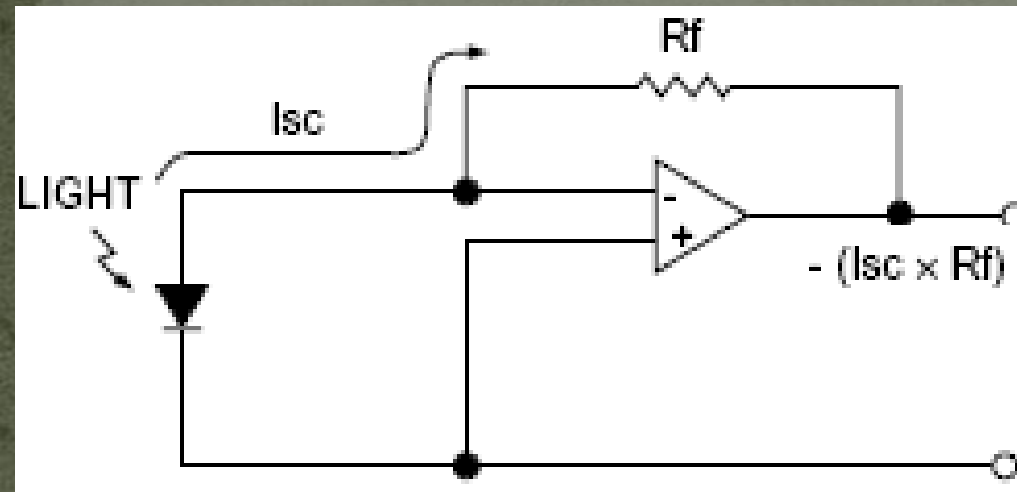 Rf
Isc
LIGHT
-
+
- (Isc × Rf)